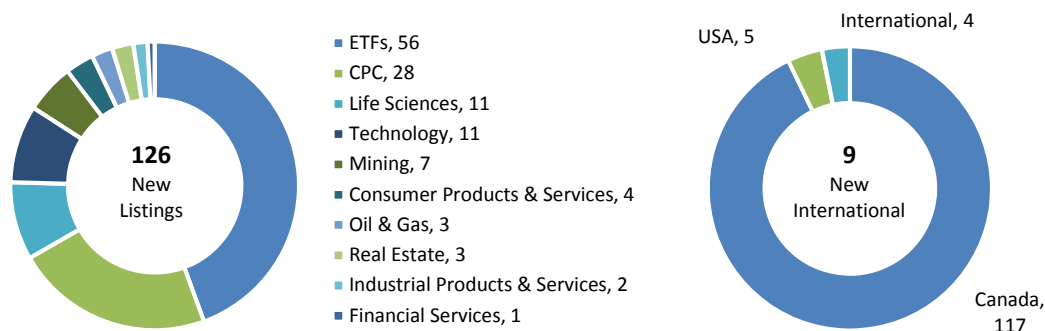 126
New
Listings
ETFs, 56
CPC, 28
Life Sciences, 11
Technology, 11
Mining, 7
Consumer Products & Services, 4
Oil & Gas, 3
Real Estate, 3
Industrial Products & Services, 2
Financial Services, 1
International, 4
USA, 5
9
New
International
Canada,
117